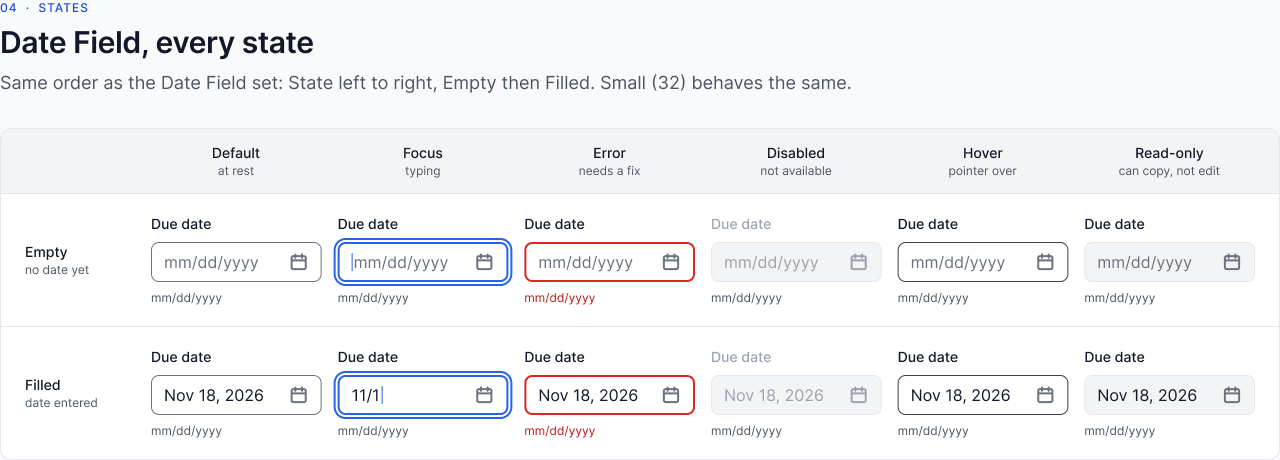 04 · STATES
Date Field, every state
Same order as the Date Field set: State left to right, Empty then Filled. Small (32) behaves the same.
Default Focus Error Disabled Hover Read-only
at rest typing needs a fix not available pointer over can copy, not edit
Due date Due date Due date Due date Due date Due date
Empty
no date yet
mm/dd/yyyy mm/dd/yyyy mm/dd/yyyy mm/dd/yyyy mm/dd/yyyy mm/dd/yyyy
mm/dd/yyyy mm/dd/yyyy mm/dd/yyyy mm/dd/yyyy mm/dd/yyyy mm/dd/yyyy
Due date Due date Due date Due date Due date Due date
Filled
date entered
Nov 18, 2026 11/1 Nov 18, 2026 Nov 18, 2026 Nov 18, 2026 Nov 18, 2026
mm/dd/yyyy mm/dd/yyyy mm/dd/yyyy mm/dd/yyyy mm/dd/yyyy mm/dd/yyyy